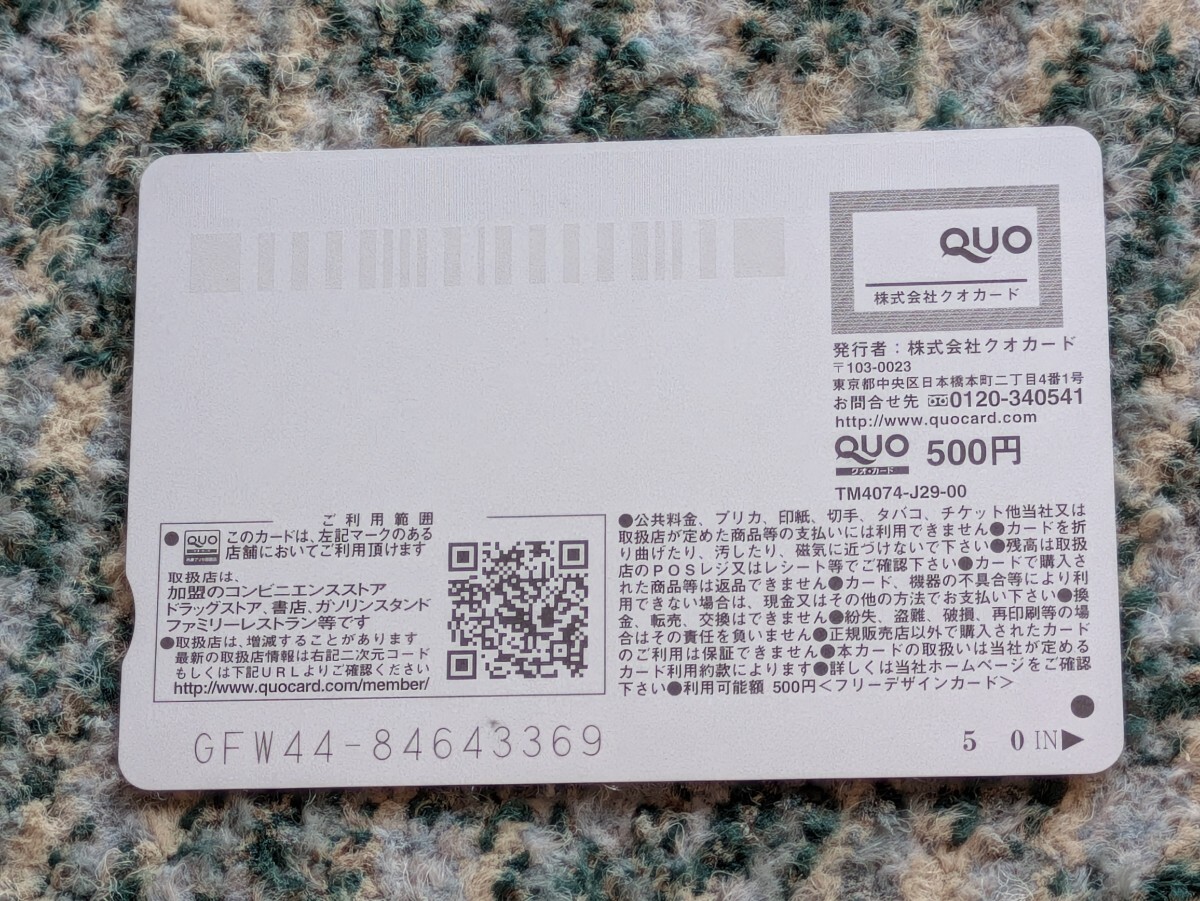 QUO
株式会社クオカード
発行者：株式会社クオカード
〒103-0023
東京都中央区日本橋本町二丁目4番1号
お問合せ先 0120-340541
http://www.quocard.com
QUO 500円
クオ・カード
TM4074-J29-00
ご利用範囲
●QUO このカードは、左記マークのある
店舗においてご利用頂けます
取扱店は、
加盟のコンビニエンスストア
ドラッグストア、書店、ガソリンスタンド
ファミリーレストラン等です
●取扱店は、増減することがあります
最新の取扱店情報は右記二次元コード
もしくは下記URLよりご確認ください
http://www.quocard.com/member/
●公共料金、プリカ、印紙、切手、タバコ、チケット他当社又は
取扱店が定めた商品等の支払いには利用できません●カードを折
り曲げたり、汚したり、磁気に近づけないで下さい●残高は取扱
店のPOSレジ又はレシート等でご確認下さい●カードで購入さ
れた商品等は返品できません●カード、機器の不具合等により利
用できない場合は、現金又はその他の方法でお支払い下さい●換
金、転売、交換はできません●紛失、盗難、破損、再印刷等の場
合はその責任を負いません●正規販売店以外で購入されたカード
のご利用は保証できません●本カードの取扱いは当社が定める
カード利用約款によります●詳しくは当社ホームページをご確認
下さい●利用可能額 500円＜フリーデザインカード＞
GFW44-84643369
5 0 IN▶